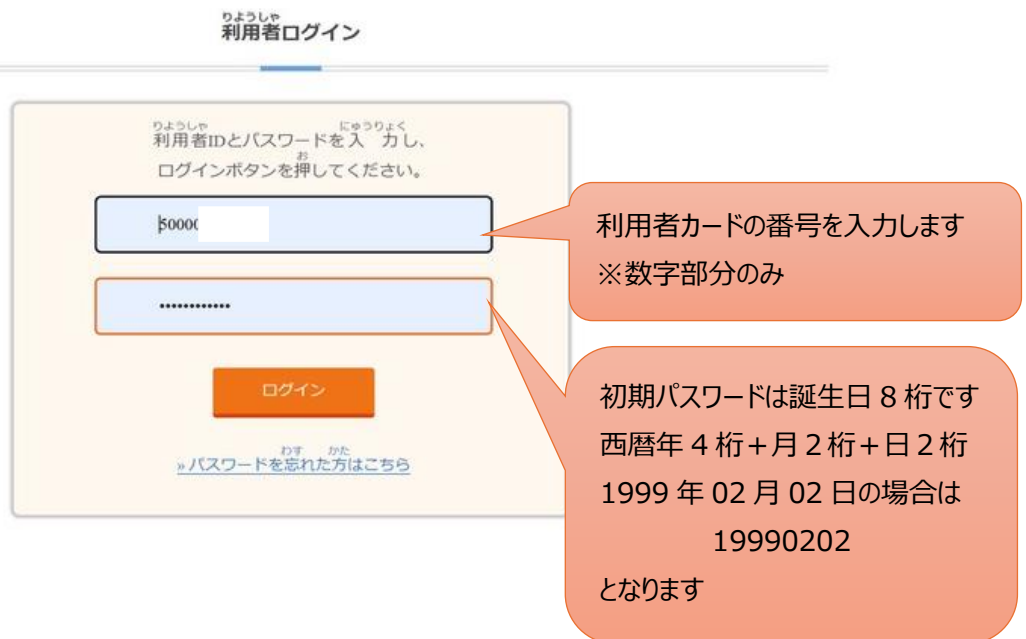 りようしゃ
利用者ログイン
りようしゃ にゅうりょく
利用者IDとパスワードを入力し、
お
ログインボタンを押してください。
50000
••••••••••••
ログイン
わす かた
»パスワードを忘れた方はこちら
利用者カードの番号を入力します
※数字部分のみ
初期パスワードは誕生日 8 桁です
西暦年 4 桁+月 2 桁+日 2 桁
1999 年 02 月 02 日の場合は
19990202
となります